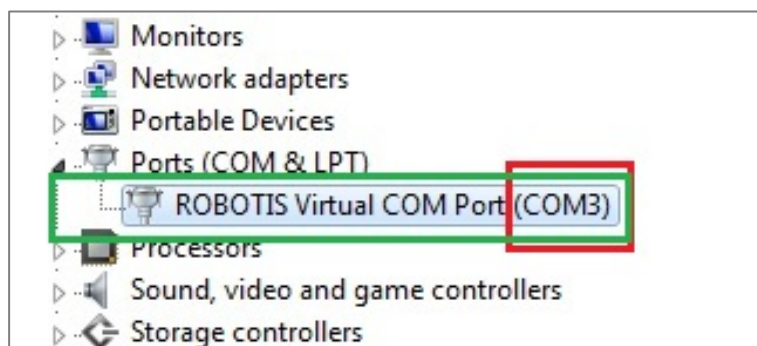 Monitors
Network adapters
Portable Devices
Ports (COM & LPT)
ROBOTIS Virtual COM Port (COM3)
Processors
Sound, video and game controllers
Storage controllers